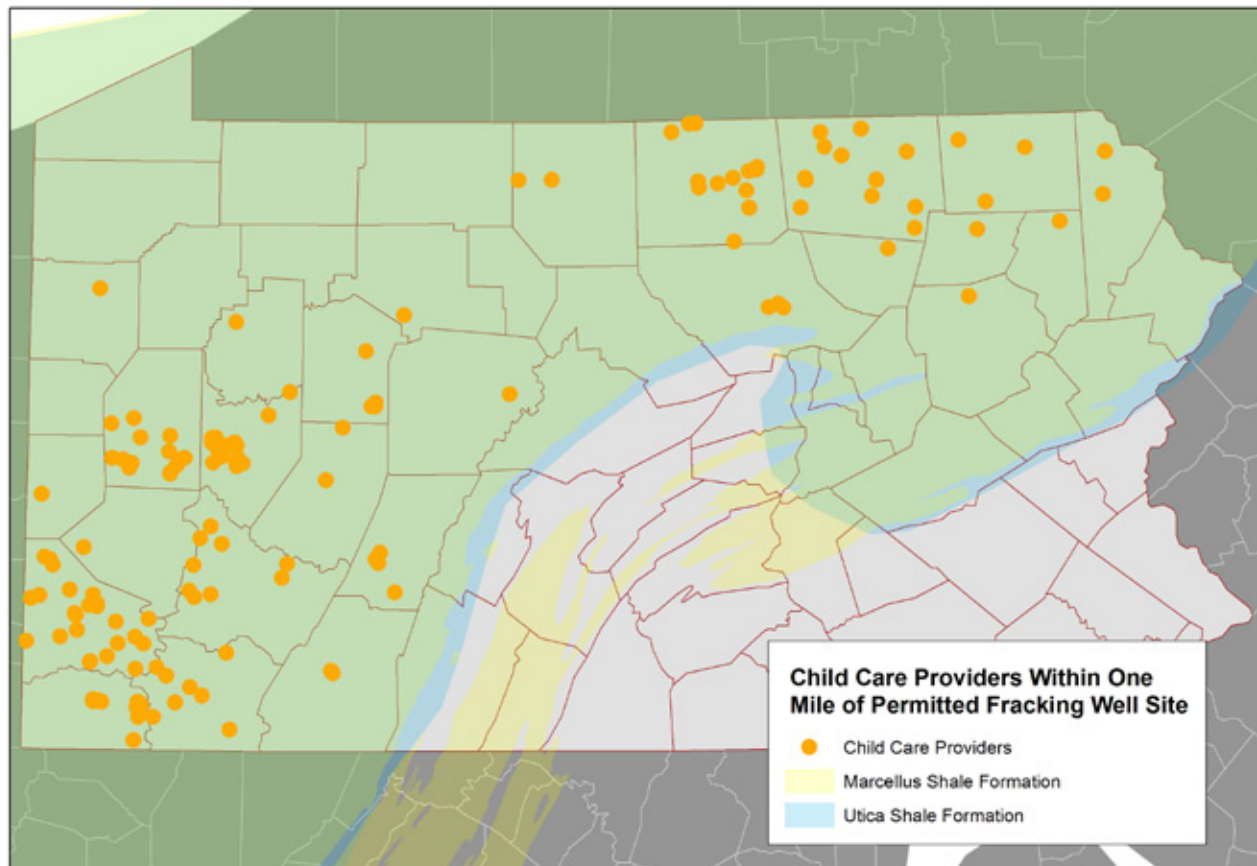 Child Care Providers Within One
Mile of Permitted Fracking Well Site
Child Care Providers
Marcellus Shale Formation
Utica Shale Formation